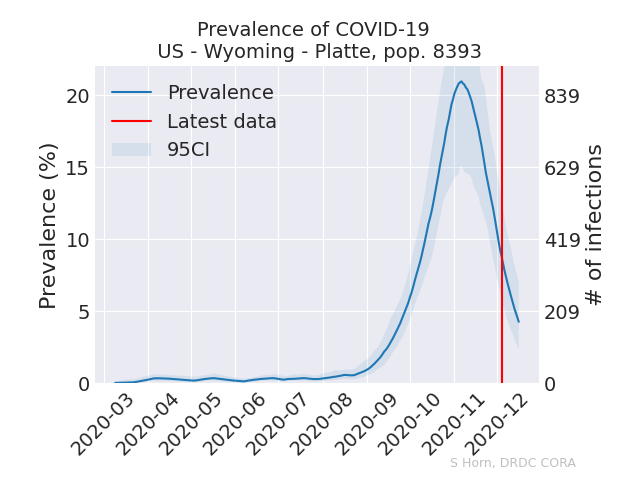 Prevalence of COVID-19
US - Wyoming - Platte, pop. 8393
Prevalence
Latest data
95CI
Prevalence (%)
20
15
10
5
0
839
629
419
209
0
# of infections
2020-03
2020-04
2020-05
2020-06
2020-07
2020-08
2020-09
2020-10
2020-11
2020-12
S Horn, DRDC CORA